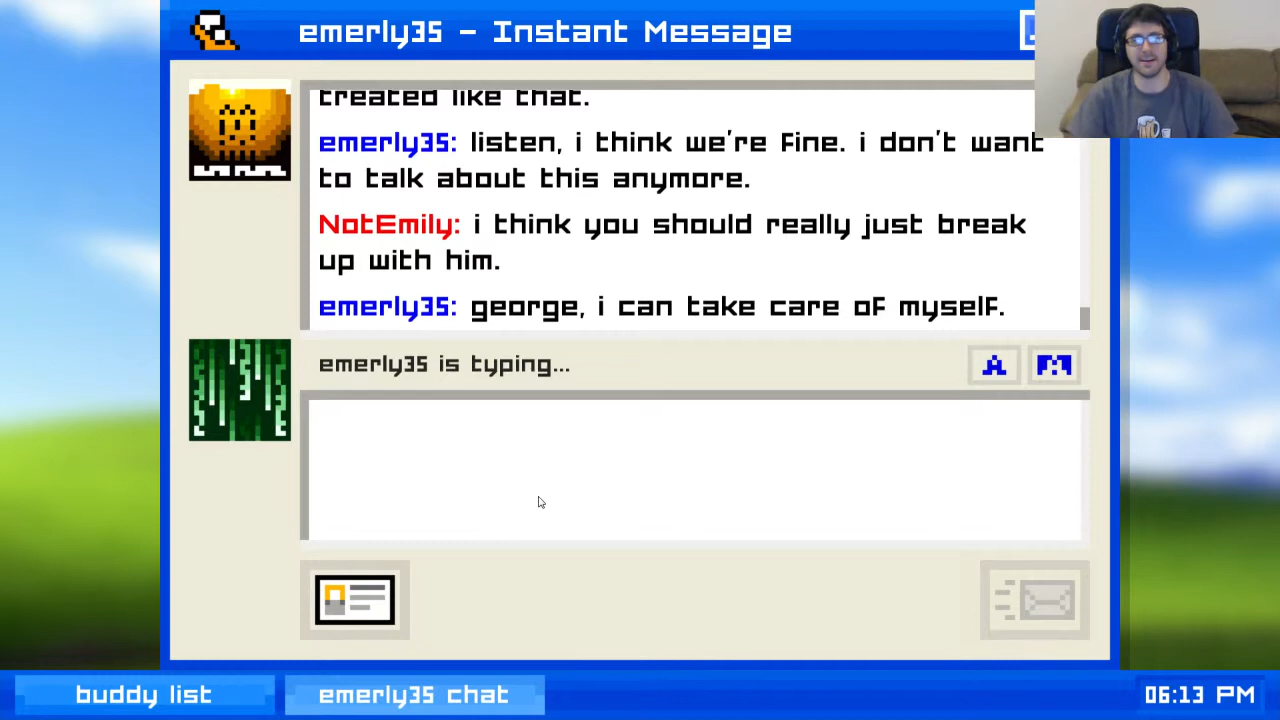 emerly35 - Instant Message
treated like that.
emerly35: listen, i think we're fine. i don't want
to talk about this anymore.
NotEmily: i think you should really just break
up with him.
emerly35: george, i can take care of myself.
emerly35 is typing...
A
buddy list
emerly35 chat
06:13 PM